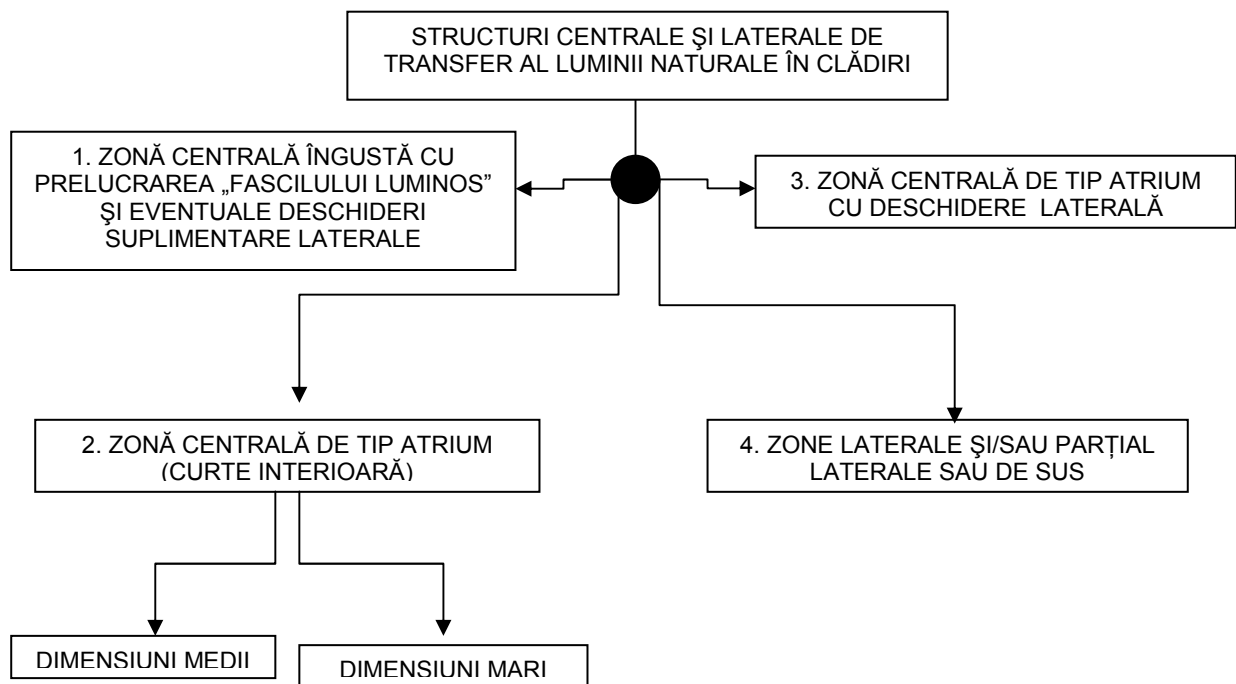 STRUCTURI CENTRALE ŞI LATERALE DE
TRANSFER AL LUMINII NATURALE ÎN CLĂDIRI
1. ZONĂ CENTRALĂ ÎNGUSTĂ CU
PRELUCRAREA „FASCILULUI LUMINOS”
ŞI EVENTUALE DESCHIDERI
SUPLIMENTARE LATERALE
3. ZONĂ CENTRALĂ DE TIP ATRIUM
CU DESCHIDERE LATERALĂ
2. ZONĂ CENTRALĂ DE TIP ATRIUM
(CURTE INTERIOARĂ)
4. ZONE LATERALE ŞI/SAU PARȚIAL
LATERALE SAU DE SUS
DIMENSIUNI MEDII
DIMENSIUNI MARI